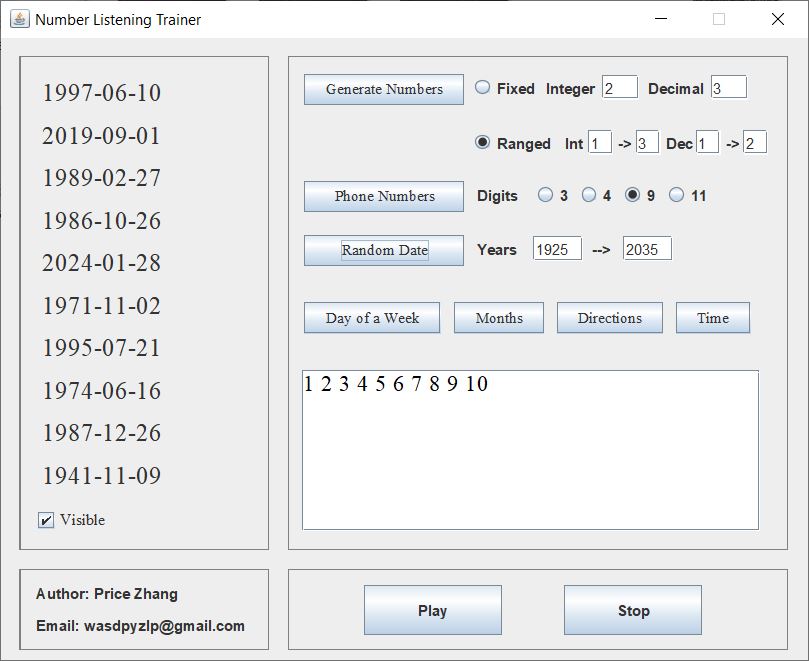 Number Listening Trainer
1997-06-10
2019-09-01
1989-02-27
1986-10-26
2024-01-28
1971-11-02
1995-07-21
1974-06-16
1987-12-26
1941-11-09
Visible
Generate Numbers Fixed Integer 2 Decimal 3
Ranged Int 1 -> 3 Dec 1 -> 2
Phone Numbers Digits 3 4 9 11
Random Date Years 1925 --> 2035
Day of a Week Months Directions Time
1 2 3 4 5 6 7 8 9 10
Author: Price Zhang
Email: wasdpyzlp@gmail.com
Play Stop